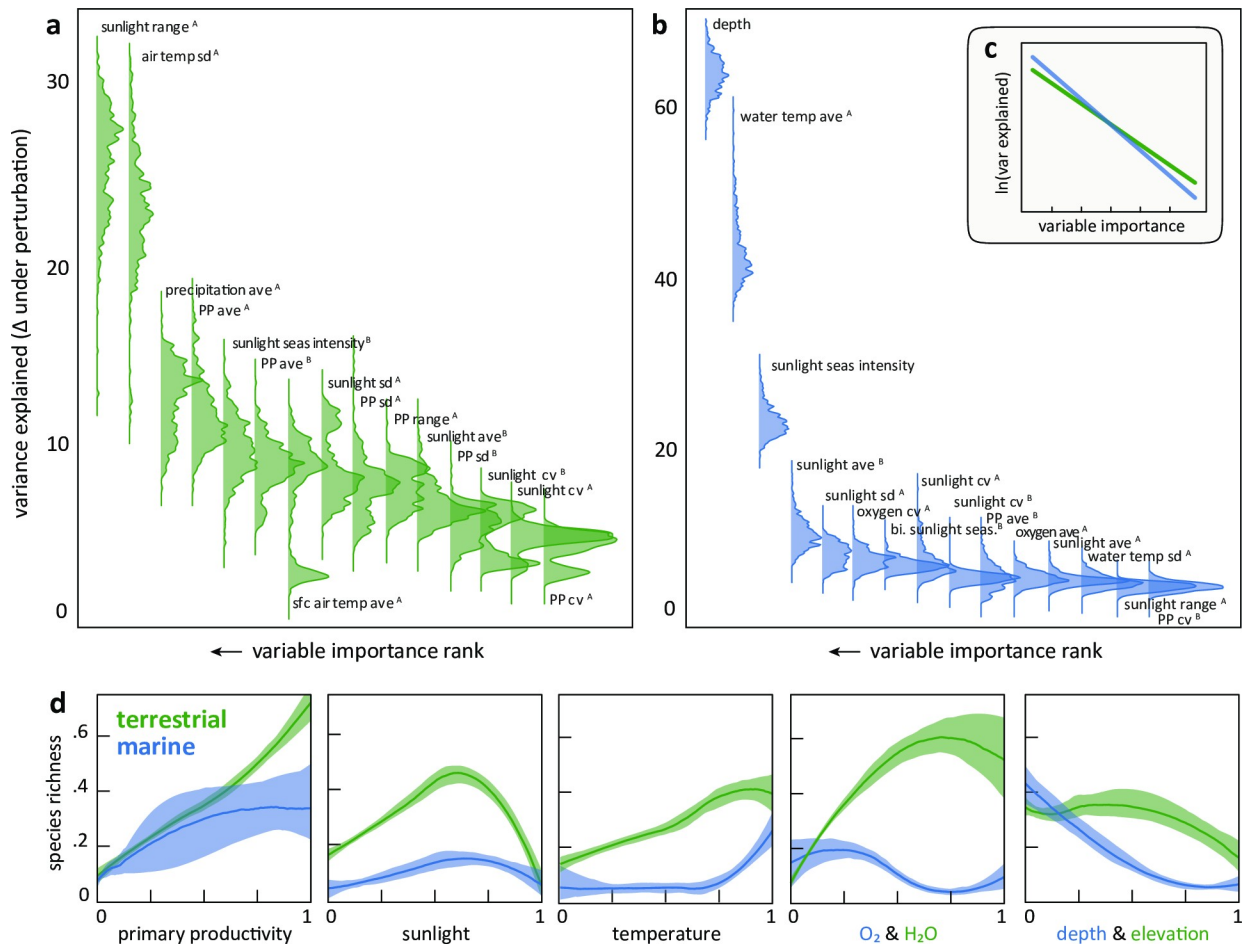 a
sunlight range A
air temp sd A
30
20
10
0
variance explained (Δ under perturbation)
precipitation ave A
PP ave A
sunlight seas intensity B
PP ave B
sunlight sd A
PP sd A
PP range A
sunlight ave B
PP sd B
sunlight cv B
sunlight cv A
sfc air temp ave A
PP cv A
← variable importance rank
b
depth
60
40
20
0
water temp ave A
sunlight seas intensity
sunlight ave B
sunlight cv A
sunlight sd A
oxygen cv A
sunlight cv B
bi. sunlight seas. B
PP ave B
oxygen ave A
sunlight ave A
water temp sd A
sunlight range A
PP cv B
← variable importance rank
c
ln(var explained)
variable importance
d
terrestrial
marine
species richness
.6
.4
.2
0
0 1
primary productivity
0 1
sunlight
0 1
temperature
0 1
O₂ & H₂O
0 1
depth & elevation